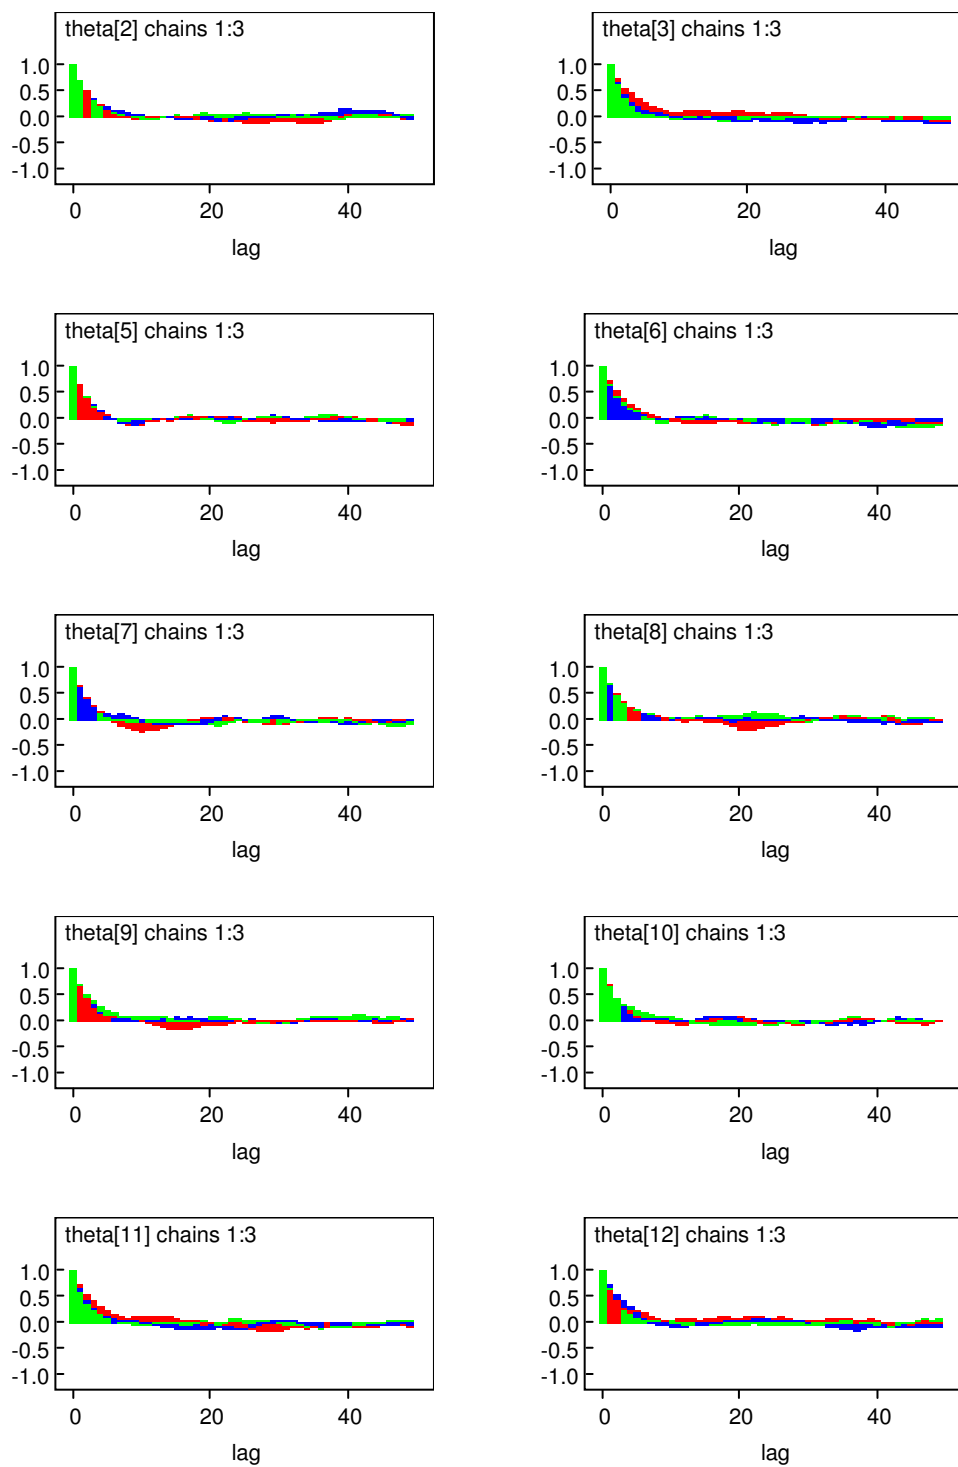 theta[2] chains 1:3
1.0
0.5
0.0
-0.5
-1.0
0 20 40
lag
theta[3] chains 1:3
1.0
0.5
0.0
-0.5
-1.0
0 20 40
lag
theta[5] chains 1:3
1.0
0.5
0.0
-0.5
-1.0
0 20 40
lag
theta[6] chains 1:3
1.0
0.5
0.0
-0.5
-1.0
0 20 40
lag
theta[7] chains 1:3
1.0
0.5
0.0
-0.5
-1.0
0 20 40
lag
theta[8] chains 1:3
1.0
0.5
0.0
-0.5
-1.0
0 20 40
lag
theta[9] chains 1:3
1.0
0.5
0.0
-0.5
-1.0
0 20 40
lag
theta[10] chains 1:3
1.0
0.5
0.0
-0.5
-1.0
0 20 40
lag
theta[11] chains 1:3
1.0
0.5
0.0
-0.5
-1.0
0 20 40
lag
theta[12] chains 1:3
1.0
0.5
0.0
-0.5
-1.0
0 20 40
lag